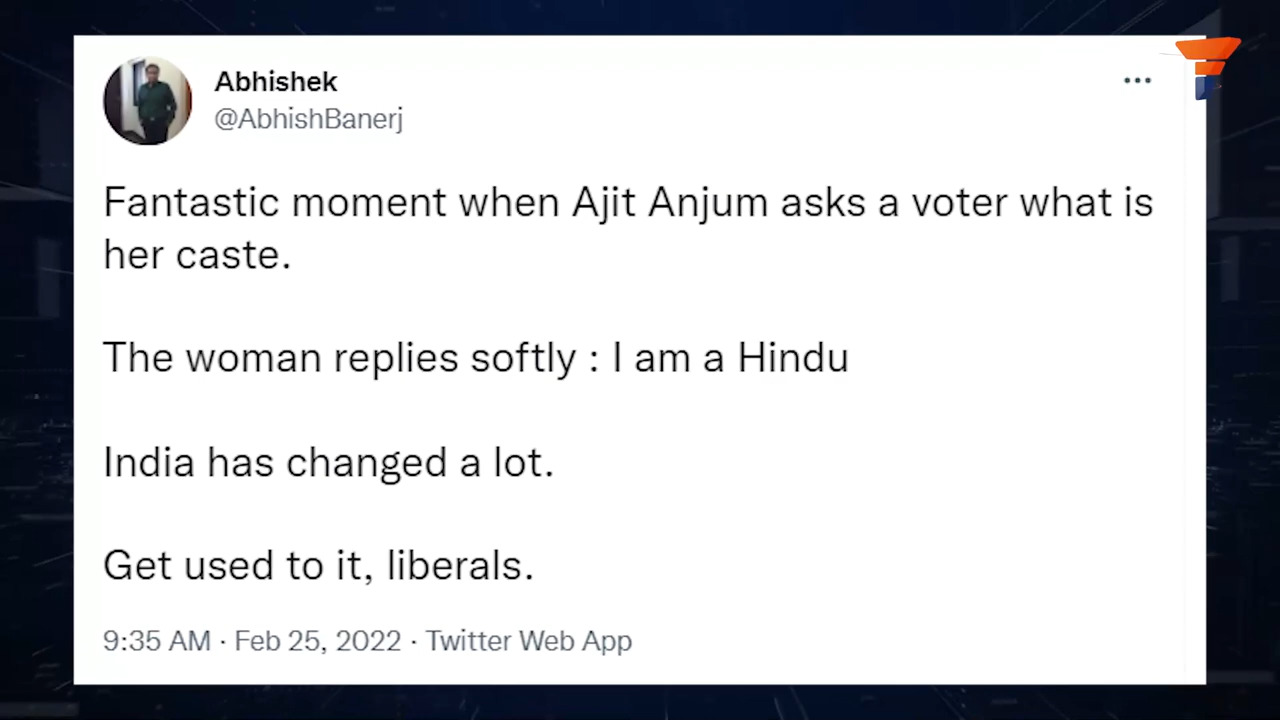 Abhishek
@AbhishBanerj
Fantastic moment when Ajit Anjum asks a voter what is
her caste.
The woman replies softly : I am a Hindu
India has changed a lot.
Get used to it, liberals.
9:35 AM · Feb 25, 2022 · Twitter Web App